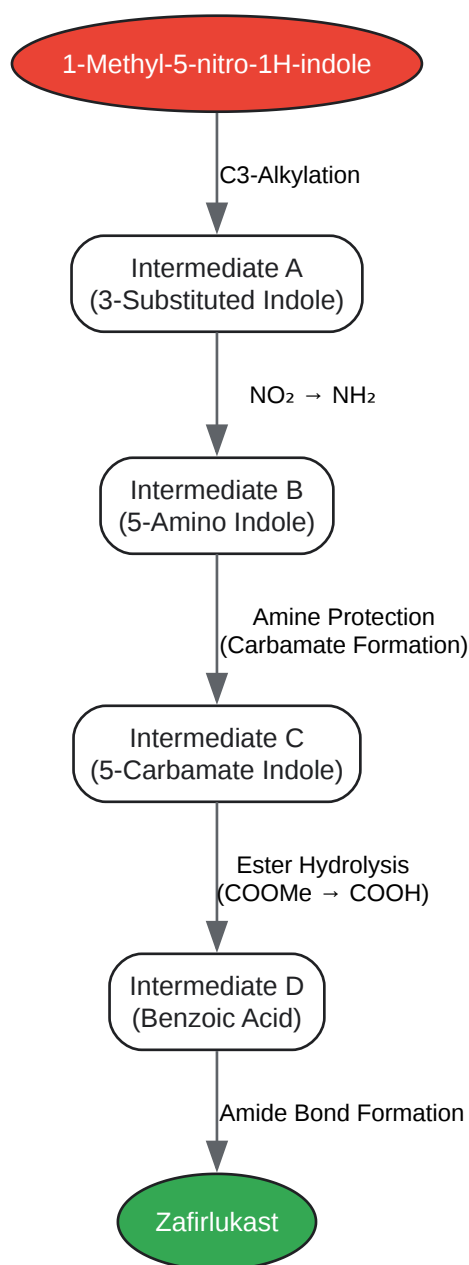 1-Methyl-5-nitro-1H-indole
C3-Alkylation
Intermediate A
(3-Substituted Indole)
NO₂ → NH₂
Intermediate B
(5-Amino Indole)
Amine Protection
(Carbamate Formation)
Intermediate C
(5-Carbamate Indole)
Ester Hydrolysis
(COOMe → COOH)
Intermediate D
(Benzoic Acid)
Amide Bond Formation
Zafirlukast